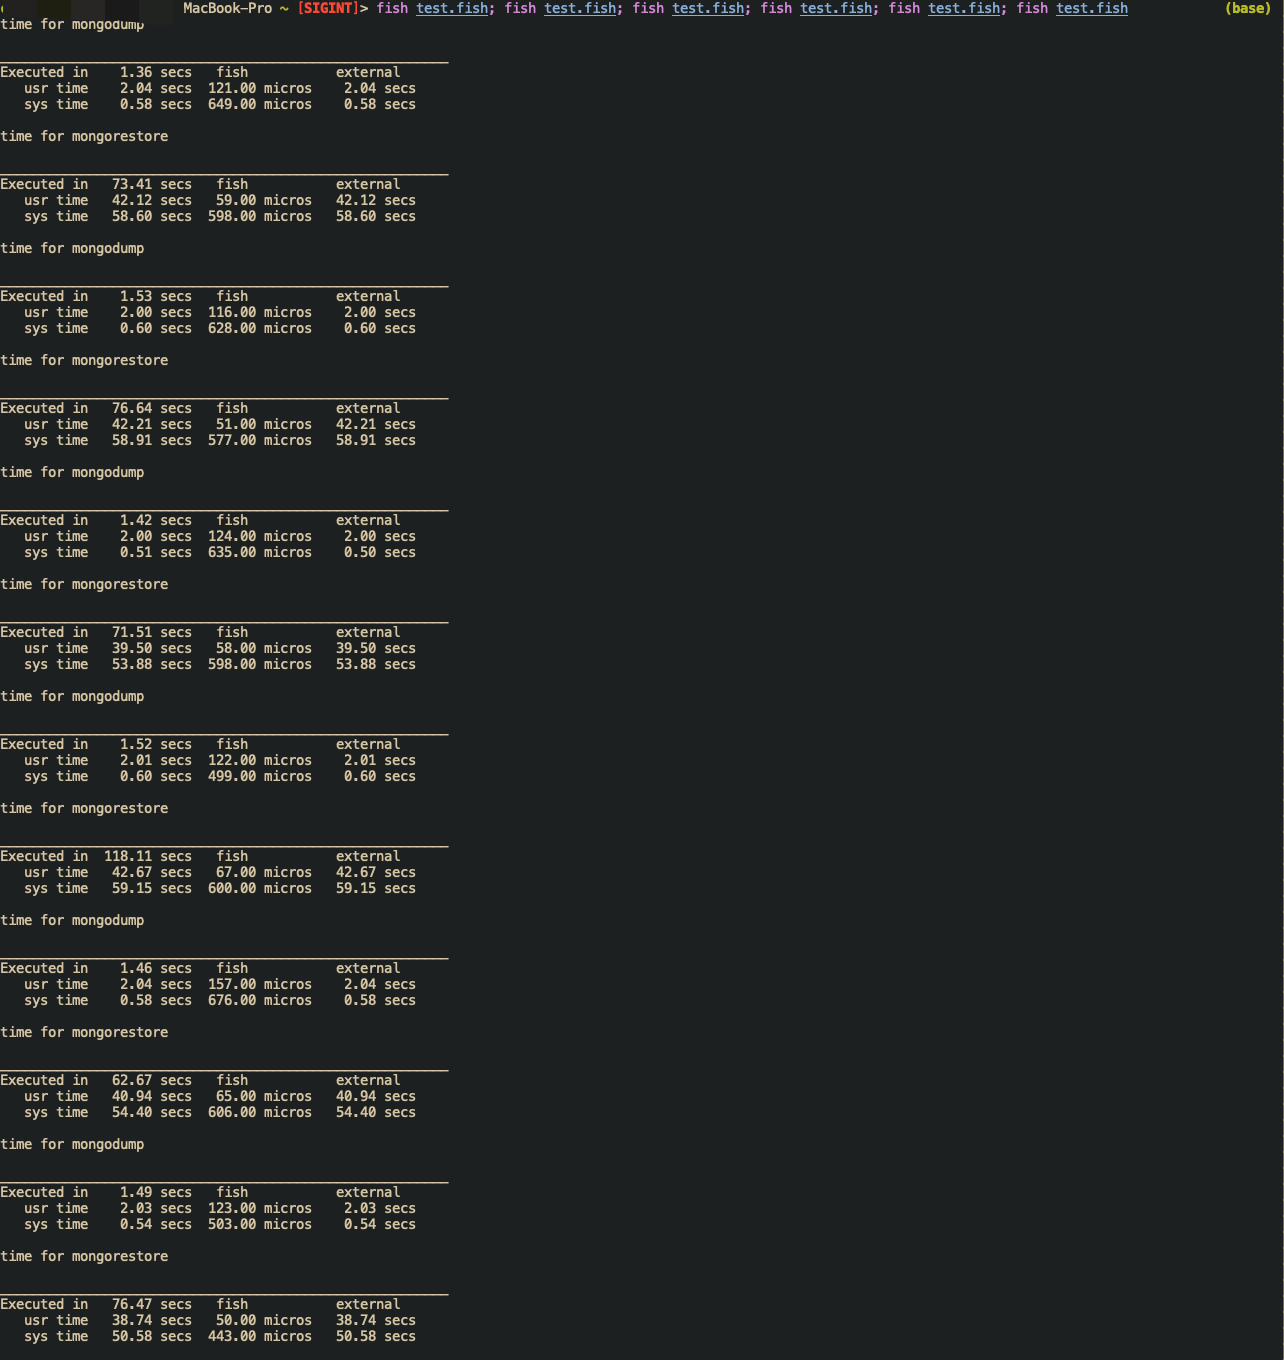 MacBook-Pro ~ [SIGINT]> fish test.fish; fish test.fish; fish test.fish; fish test.fish; fish test.fish; fish test.fish (base)
time for mongodump
Executed in 1.36 secs fish external
usr time 2.04 secs 121.00 micros 2.04 secs
sys time 0.58 secs 649.00 micros 0.58 secs
time for mongorestore
Executed in 73.41 secs fish external
usr time 42.12 secs 59.00 micros 42.12 secs
sys time 58.60 secs 598.00 micros 58.60 secs
time for mongodump
Executed in 1.53 secs fish external
usr time 2.00 secs 116.00 micros 2.00 secs
sys time 0.60 secs 628.00 micros 0.60 secs
time for mongorestore
Executed in 76.64 secs fish external
usr time 42.21 secs 51.00 micros 42.21 secs
sys time 58.91 secs 577.00 micros 58.91 secs
time for mongodump
Executed in 1.42 secs fish external
usr time 2.00 secs 124.00 micros 2.00 secs
sys time 0.51 secs 635.00 micros 0.50 secs
time for mongorestore
Executed in 71.51 secs fish external
usr time 39.50 secs 58.00 micros 39.50 secs
sys time 53.88 secs 598.00 micros 53.88 secs
time for mongodump
Executed in 1.52 secs fish external
usr time 2.01 secs 122.00 micros 2.01 secs
sys time 0.60 secs 499.00 micros 0.60 secs
time for mongorestore
Executed in 118.11 secs fish external
usr time 42.67 secs 67.00 micros 42.67 secs
sys time 59.15 secs 600.00 micros 59.15 secs
time for mongodump
Executed in 1.46 secs fish external
usr time 2.04 secs 157.00 micros 2.04 secs
sys time 0.58 secs 676.00 micros 0.58 secs
time for mongorestore
Executed in 62.67 secs fish external
usr time 40.94 secs 65.00 micros 40.94 secs
sys time 54.40 secs 606.00 micros 54.40 secs
time for mongodump
Executed in 1.49 secs fish external
usr time 2.03 secs 123.00 micros 2.03 secs
sys time 0.54 secs 503.00 micros 0.54 secs
time for mongorestore
Executed in 76.47 secs fish external
usr time 38.74 secs 50.00 micros 38.74 secs
sys time 50.58 secs 443.00 micros 50.58 secs